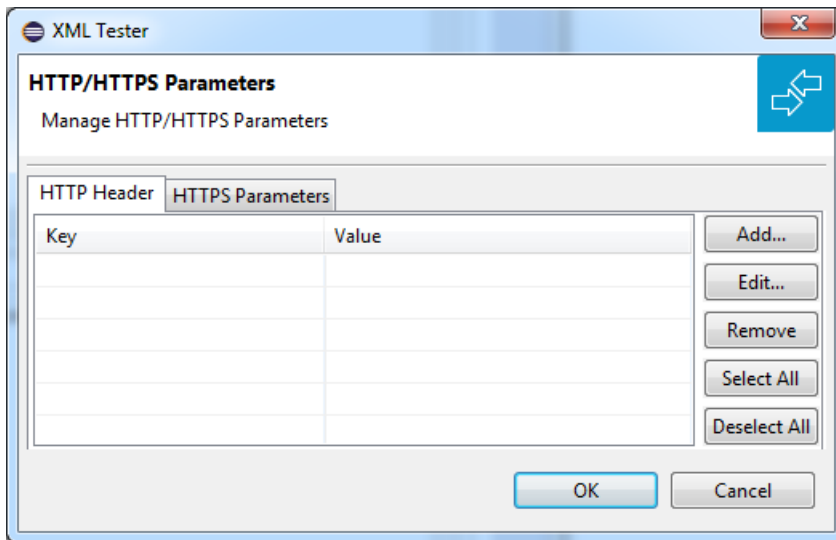 XML Tester
HTTP/HTTPS Parameters
Manage HTTP/HTTPS Parameters
HTTP Header HTTPS Parameters
Key Value
Add...
Edit...
Remove
Select All
Deselect All
OK Cancel